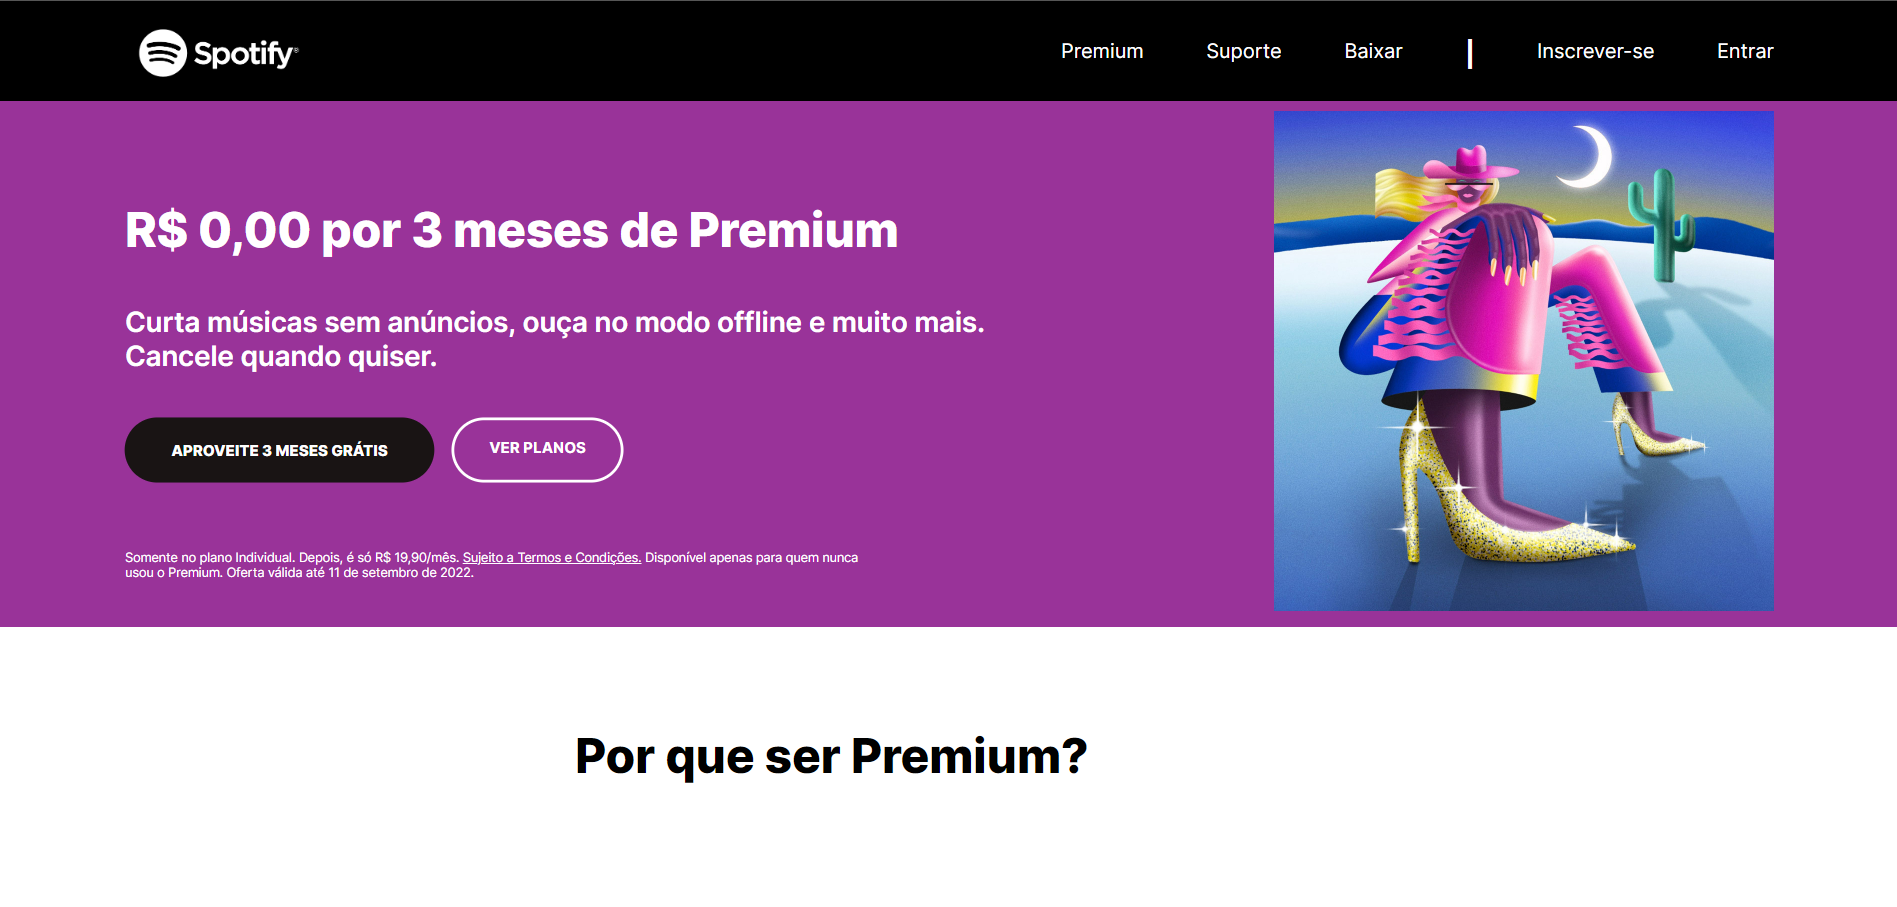 Spotify®
Premium Suporte Baixar | Inscrever-se Entrar
R$ 0,00 por 3 meses de Premium
Curta músicas sem anúncios, ouça no modo offline e muito mais.
Cancele quando quiser.
APROVEITE 3 MESES GRÁTIS VER PLANOS
Somente no plano Individual. Depois, é só R$ 19,90/mês. Sujeito a Termos e Condições. Disponível apenas para quem nunca
usou o Premium. Oferta válida até 11 de setembro de 2022.
Por que ser Premium?